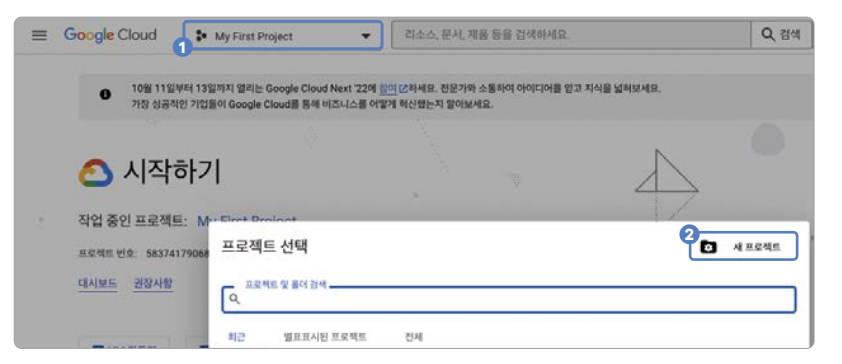 Google Cloud
My First Project
리소스, 문서, 제품 등을 검색하세요.
검색
1
10월 11일부터 13일까지 열리는 Google Cloud Next '22에 참여하세요. 전문가와 소통하여 아이디어를 얻고 지식을 넓혀보세요.
가장 성공적인 기업들이 Google Cloud를 통해 비즈니스를 어떻게 혁신했는지 알아보세요.
시작하기
작업 중인 프로젝트: My First Project
프로젝트 번호: 58374179068
대시보드 권장사항
프로젝트 선택
2
새 프로젝트
프로젝트 및 폴더 검색
최근 별표표시된 프로젝트 전체